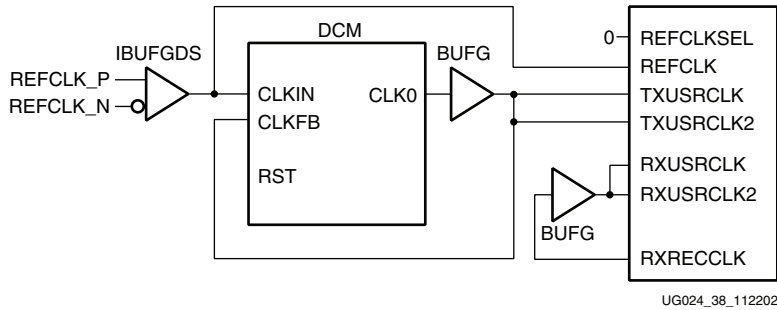 IBUFGDS
REFCLK_P
REFCLK_N
DCM
CLKIN
CLKFB
RST
CLK0
BUFG
0
REFCLKSEL
REFCLK
TXUSRCLK
TXUSRCLK2
RXUSRCLK
RXUSRCLK2
BUFG
RXRECCLK
UG024_38_112202